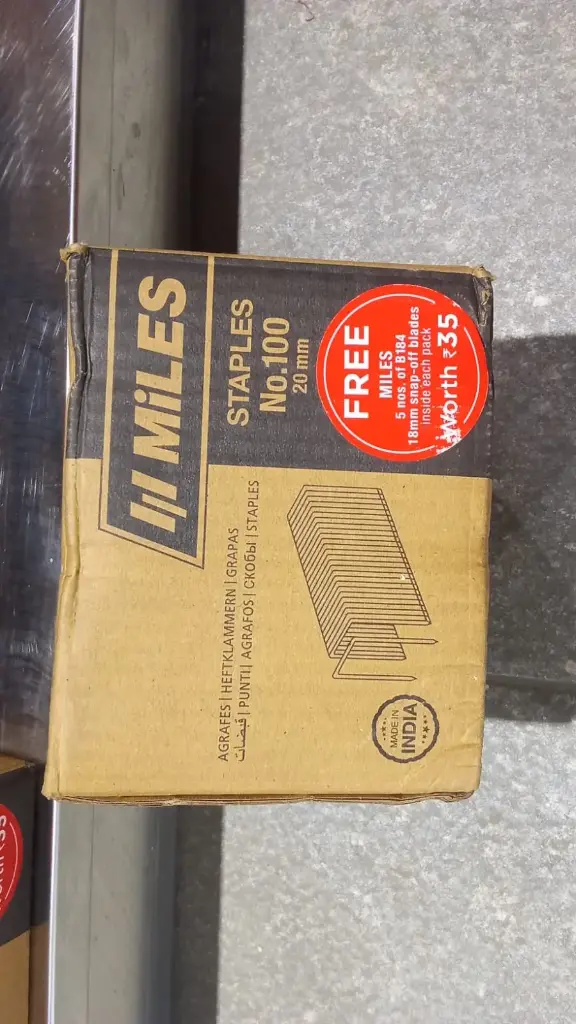 MiLES
STAPLES
No.100
20 mm
FREE
MILES
5 nos. of B184
18mm snap-off blades
inside each pack
Worth ₹35
AGRAFES | HEFTKLAMMERN | GRAPAS
قبضات | PUNTI | AGRAFOS | СКОбЫ | STAPLES
MADE IN
INDIA